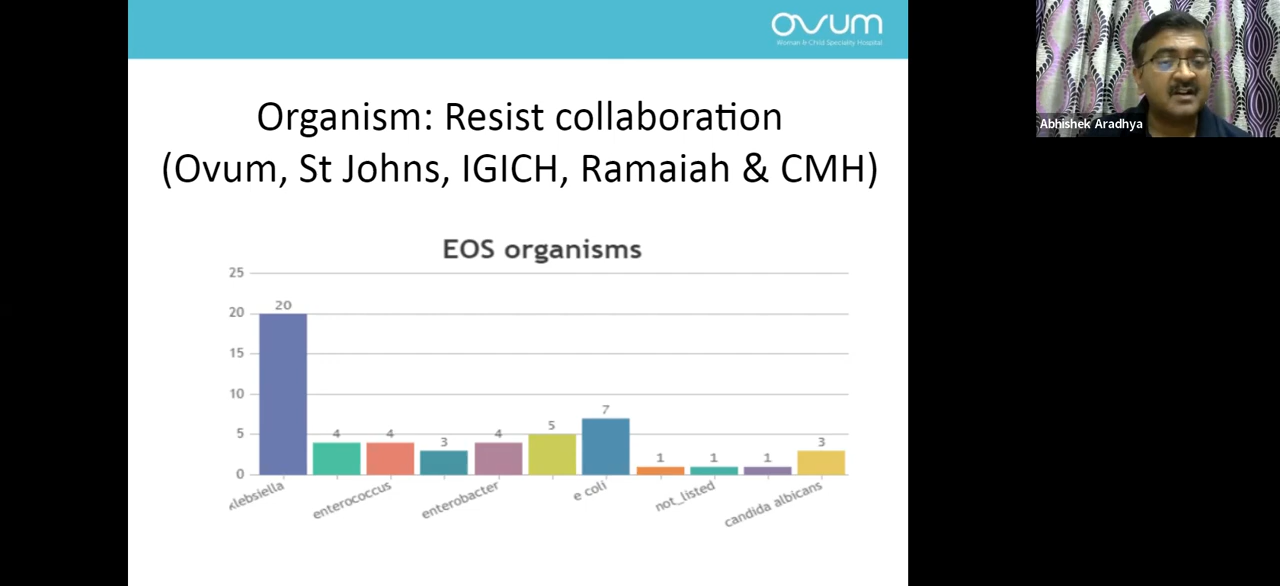 ovum
Woman & Child Speciality Hospital
Abhishek Aradhya
Organism: Resist collaboration
(Ovum, St Johns, IGICH, Ramaiah & CMH)
EOS organisms
25
20
15
10
5
0
20
4
4
3
4
5
7
1
1
1
3
klebsiella
enterococcus
enterobacter
e coli
not_listed
candida albicans